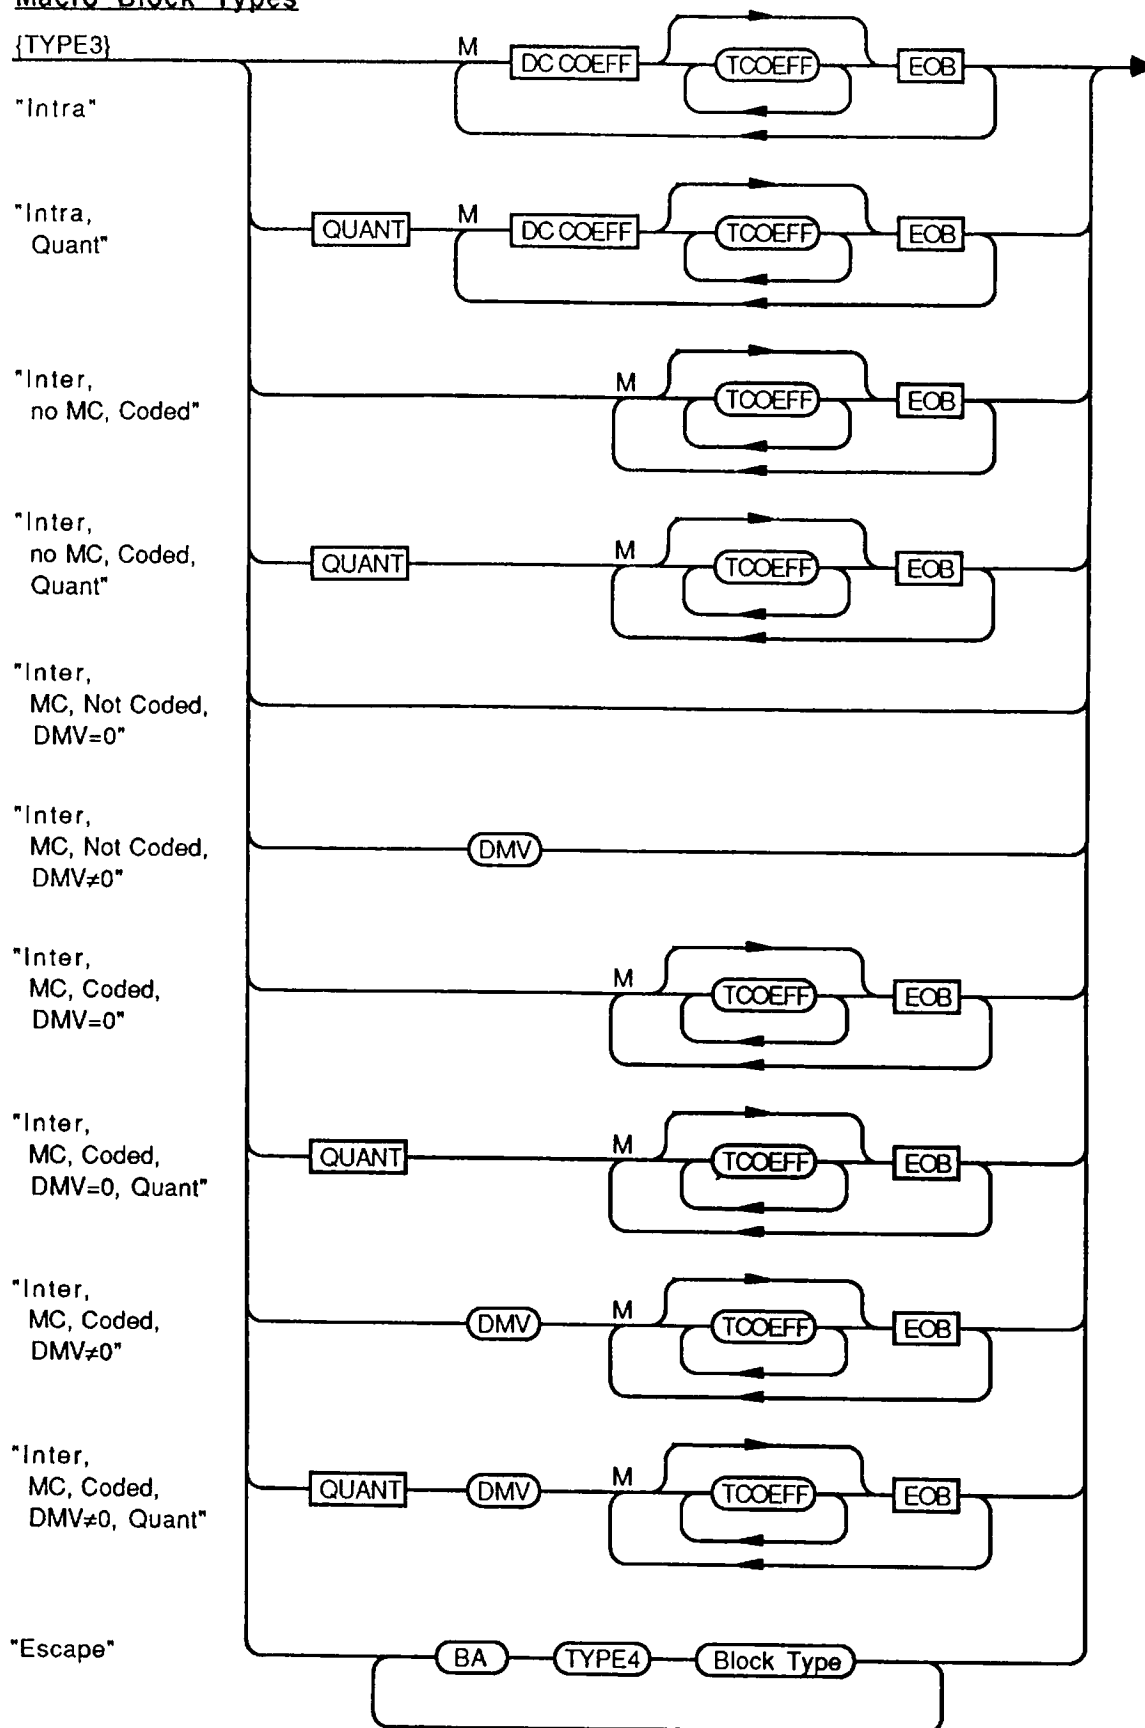 Macro Block Types
{TYPE3}
"Intra"
M DC COEFF TCOEFF EOB
"Intra,
Quant"
QUANT M DC COEFF TCOEFF EOB
"Inter,
no MC, Coded"
M TCOEFF EOB
"Inter,
no MC, Coded,
Quant"
QUANT M TCOEFF EOB
"Inter,
MC, Not Coded,
DMV=0"
"Inter,
MC, Not Coded,
DMV≠0"
DMV
"Inter,
MC, Coded,
DMV=0"
M TCOEFF EOB
"Inter,
MC, Coded,
DMV=0, Quant"
QUANT M TCOEFF EOB
"Inter,
MC, Coded,
DMV≠0"
DMV M TCOEFF EOB
"Inter,
MC, Coded,
DMV≠0, Quant"
QUANT DMV M TCOEFF EOB
"Escape"
BA TYPE4 Block Type